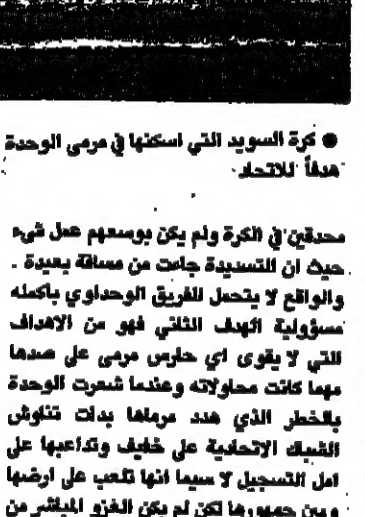 ● كرة السويد التي اسكنها في مرمى الوحدة
هدفاً للاتحاد
محدقين في الكرة ولم يكن بوسعهم عمل شيء
حيث ان التسديدة جاءت من مسافة بعيدة .
والواقع لا يتحمل الفريق الوحداوي بأكمله
مسؤولية الهدف الثاني فهو من الاهداف
التي لا يقوى اي حارس مرمى على صدها
مهما كانت محاولاته وعندما شعرت الوحدة
بالخطر الذي هدد مرماها بدات تناوش
الشباك الاتحادية على خفيف وتداعبها على
امل التسجيل لا سيما انها تلعب على ارضها
وبين جمهورها لكن لم يكن الغزو المباشر من